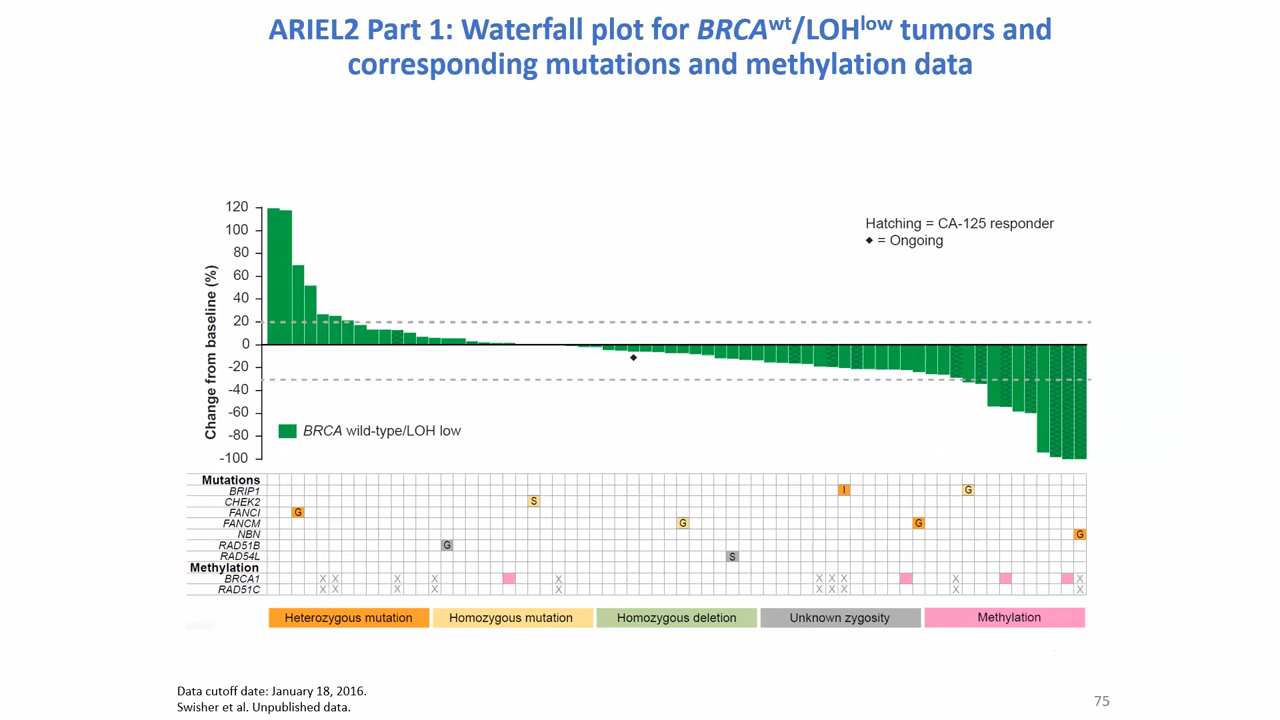 ARIEL2 Part 1: Waterfall plot for BRCAwt/LOHlow tumors and
corresponding mutations and methylation data
120
100
80
60
40
20
0
-20
-40
-60
-80
-100
Change from baseline (%)
Hatching = CA-125 responder
◆ = Ongoing
BRCA wild-type/LOH low
Mutations
BRIP1 I G
CHEK2 S
FANCI G
FANCM G G
NBN G
RAD51B G
RAD54L S
Methylation
BRCA1 X X X X X X X X X X
RAD51C X X X X X X X X X X
Heterozygous mutation Homozygous mutation Homozygous deletion Unknown zygosity Methylation
Data cutoff date: January 18, 2016.
Swisher et al. Unpublished data.
75